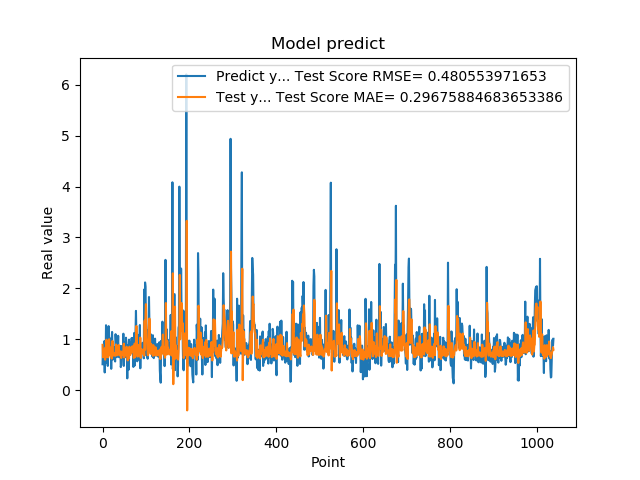 Model predict
Predict y... Test Score RMSE= 0.480553971653
Test y... Test Score MAE= 0.29675884683653386
Real value
6
5
4
3
2
1
0
0 200 400 600 800 1000
Point